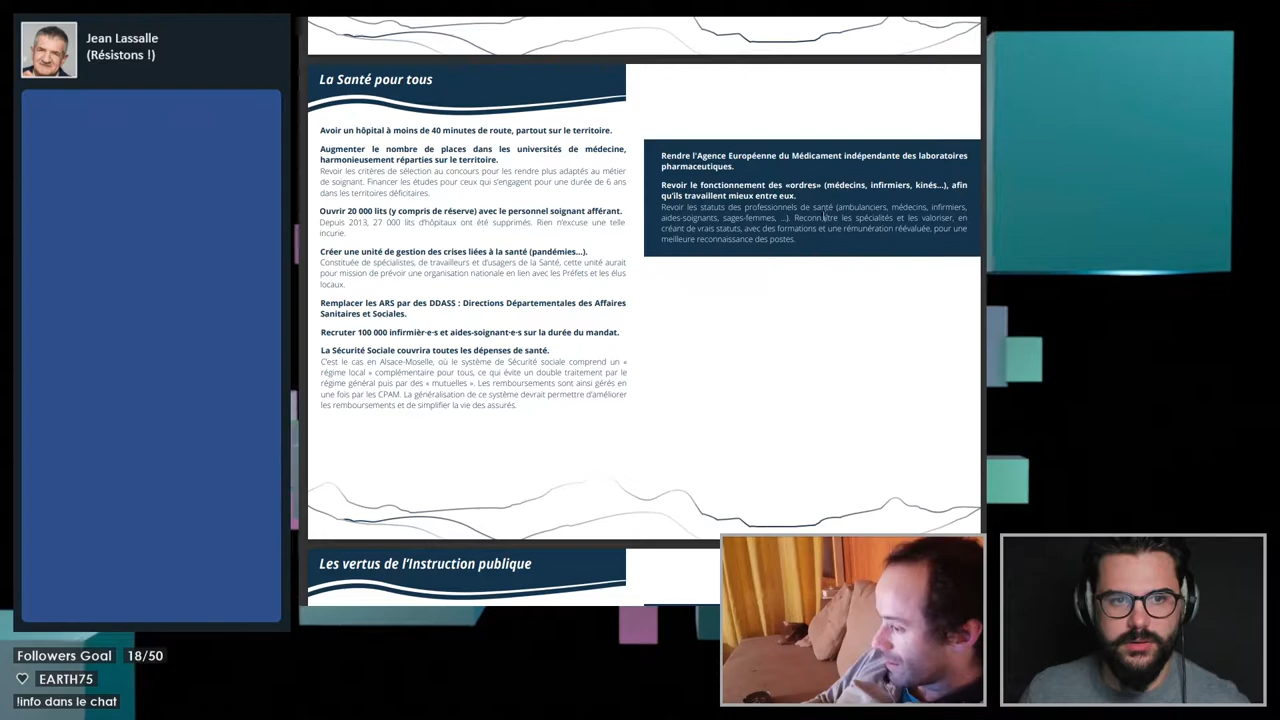 Jean Lassalle
(Résistons !)
La Santé pour tous
Avoir un hôpital à moins de 40 minutes de route, partout sur le territoire.
Augmenter le nombre de places dans les universités de médecine,
harmonieusement réparties sur le territoire.
Revoir les critères de sélection au concours pour les rendre plus adaptés au métier
de soignant. Financer les études pour ceux qui s'engagent pour une durée de 6 ans
dans les territoires déficitaires.
Ouvrir 20 000 lits (y compris de réserve) avec le personnel soignant afférant.
Depuis 2013, 27 000 lits d'hôpitaux ont été supprimés. Rien n'excuse une telle
incurie.
Créer une unité de gestion des crises liées à la santé (pandémies...).
Constituée de spécialistes, de travailleurs et d'usagers de la Santé, cette unité aurait
pour mission de prévoir une organisation nationale en lien avec les Préfets et les élus
locaux.
Remplacer les ARS par des DDASS : Directions Départementales des Affaires
Sanitaires et Sociales.
Recruter 100 000 infirmièr·e·s et aides-soignant·e·s sur la durée du mandat.
La Sécurité Sociale couvrira toutes les dépenses de santé.
C'est le cas en Alsace-Moselle, où le système de Sécurité sociale comprend un «
régime local » complémentaire pour tous, ce qui évite un double traitement par le
régime général puis par des « mutuelles ». Les remboursements sont ainsi gérés en
une fois par les CPAM. La généralisation de ce système devrait permettre d'améliorer
les remboursements et de simplifier la vie des assurés.
Rendre l'Agence Européenne du Médicament indépendante des laboratoires
pharmaceutiques.
Revoir le fonctionnement des «ordres» (médecins, infirmiers, kinés...), afin
qu'ils travaillent mieux entre eux.
Revoir les statuts des professionnels de santé (ambulanciers, médecins, infirmiers,
aides-soignants, sages-femmes, ...). Reconnaître les spécialités et les valoriser, en
créant de vrais statuts, avec des formations et une rémunération réévaluée, pour une
meilleure reconnaissance des postes.
Les vertus de l'Instruction publique
Followers Goal 18/50
EARTH75
!info dans le chat